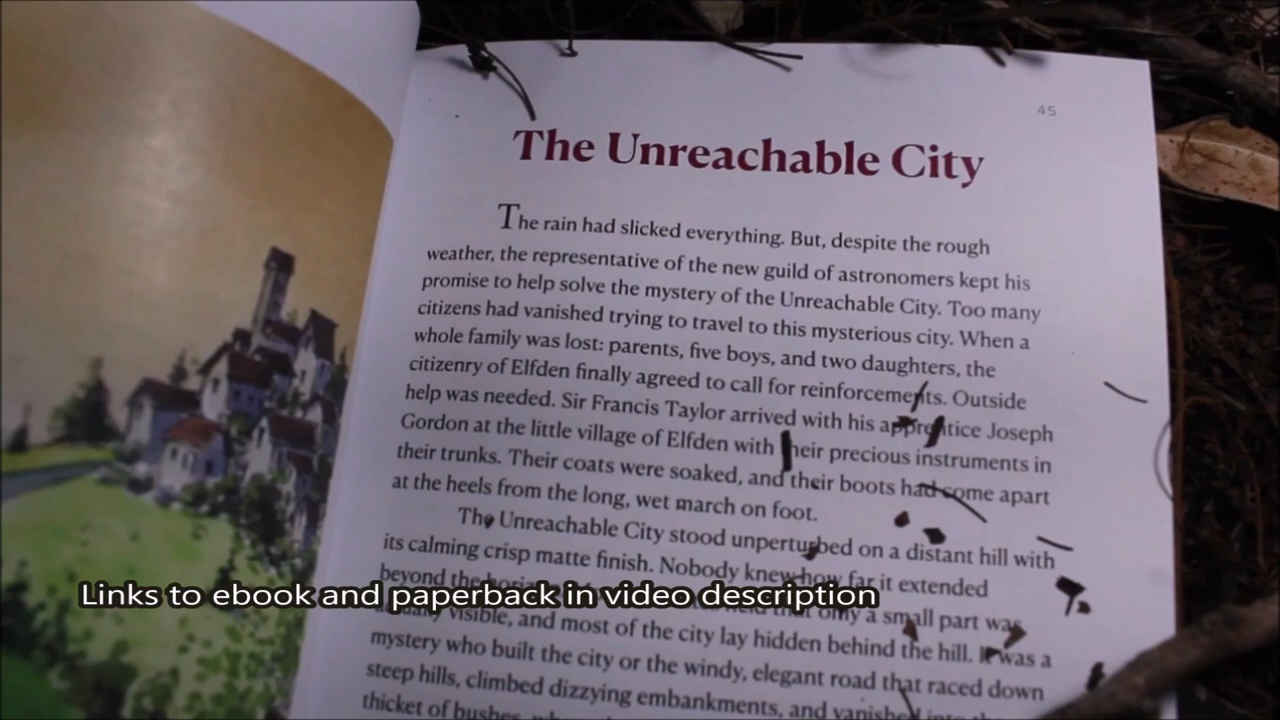 45
The Unreachable City
The rain had slicked everything. But, despite the rough
weather, the representative of the new guild of astronomers kept his
promise to help solve the mystery of the Unreachable City. Too many
citizens had vanished trying to travel to this mysterious city. When a
whole family was lost: parents, five boys, and two daughters, the
citizenry of Elfden finally agreed to call for reinforcements. Outside
help was needed. Sir Francis Taylor arrived with his apprentice Joseph
Gordon at the little village of Elfden with their precious instruments in
their trunks. Their coats were soaked, and their boots had come apart
at the heels from the long, wet march on foot.
The Unreachable City stood unperturbed on a distant hill with
its calming crisp matte finish. Nobody knew how far it extended
beyond the that only a small part was
visible, and most of the city lay hidden behind the hill. It was a
mystery who built the city or the windy, elegant road that raced down
steep hills, climbed dizzying embankments, and vanished into the
thicket of bushes,
Links to ebook and paperback in video description